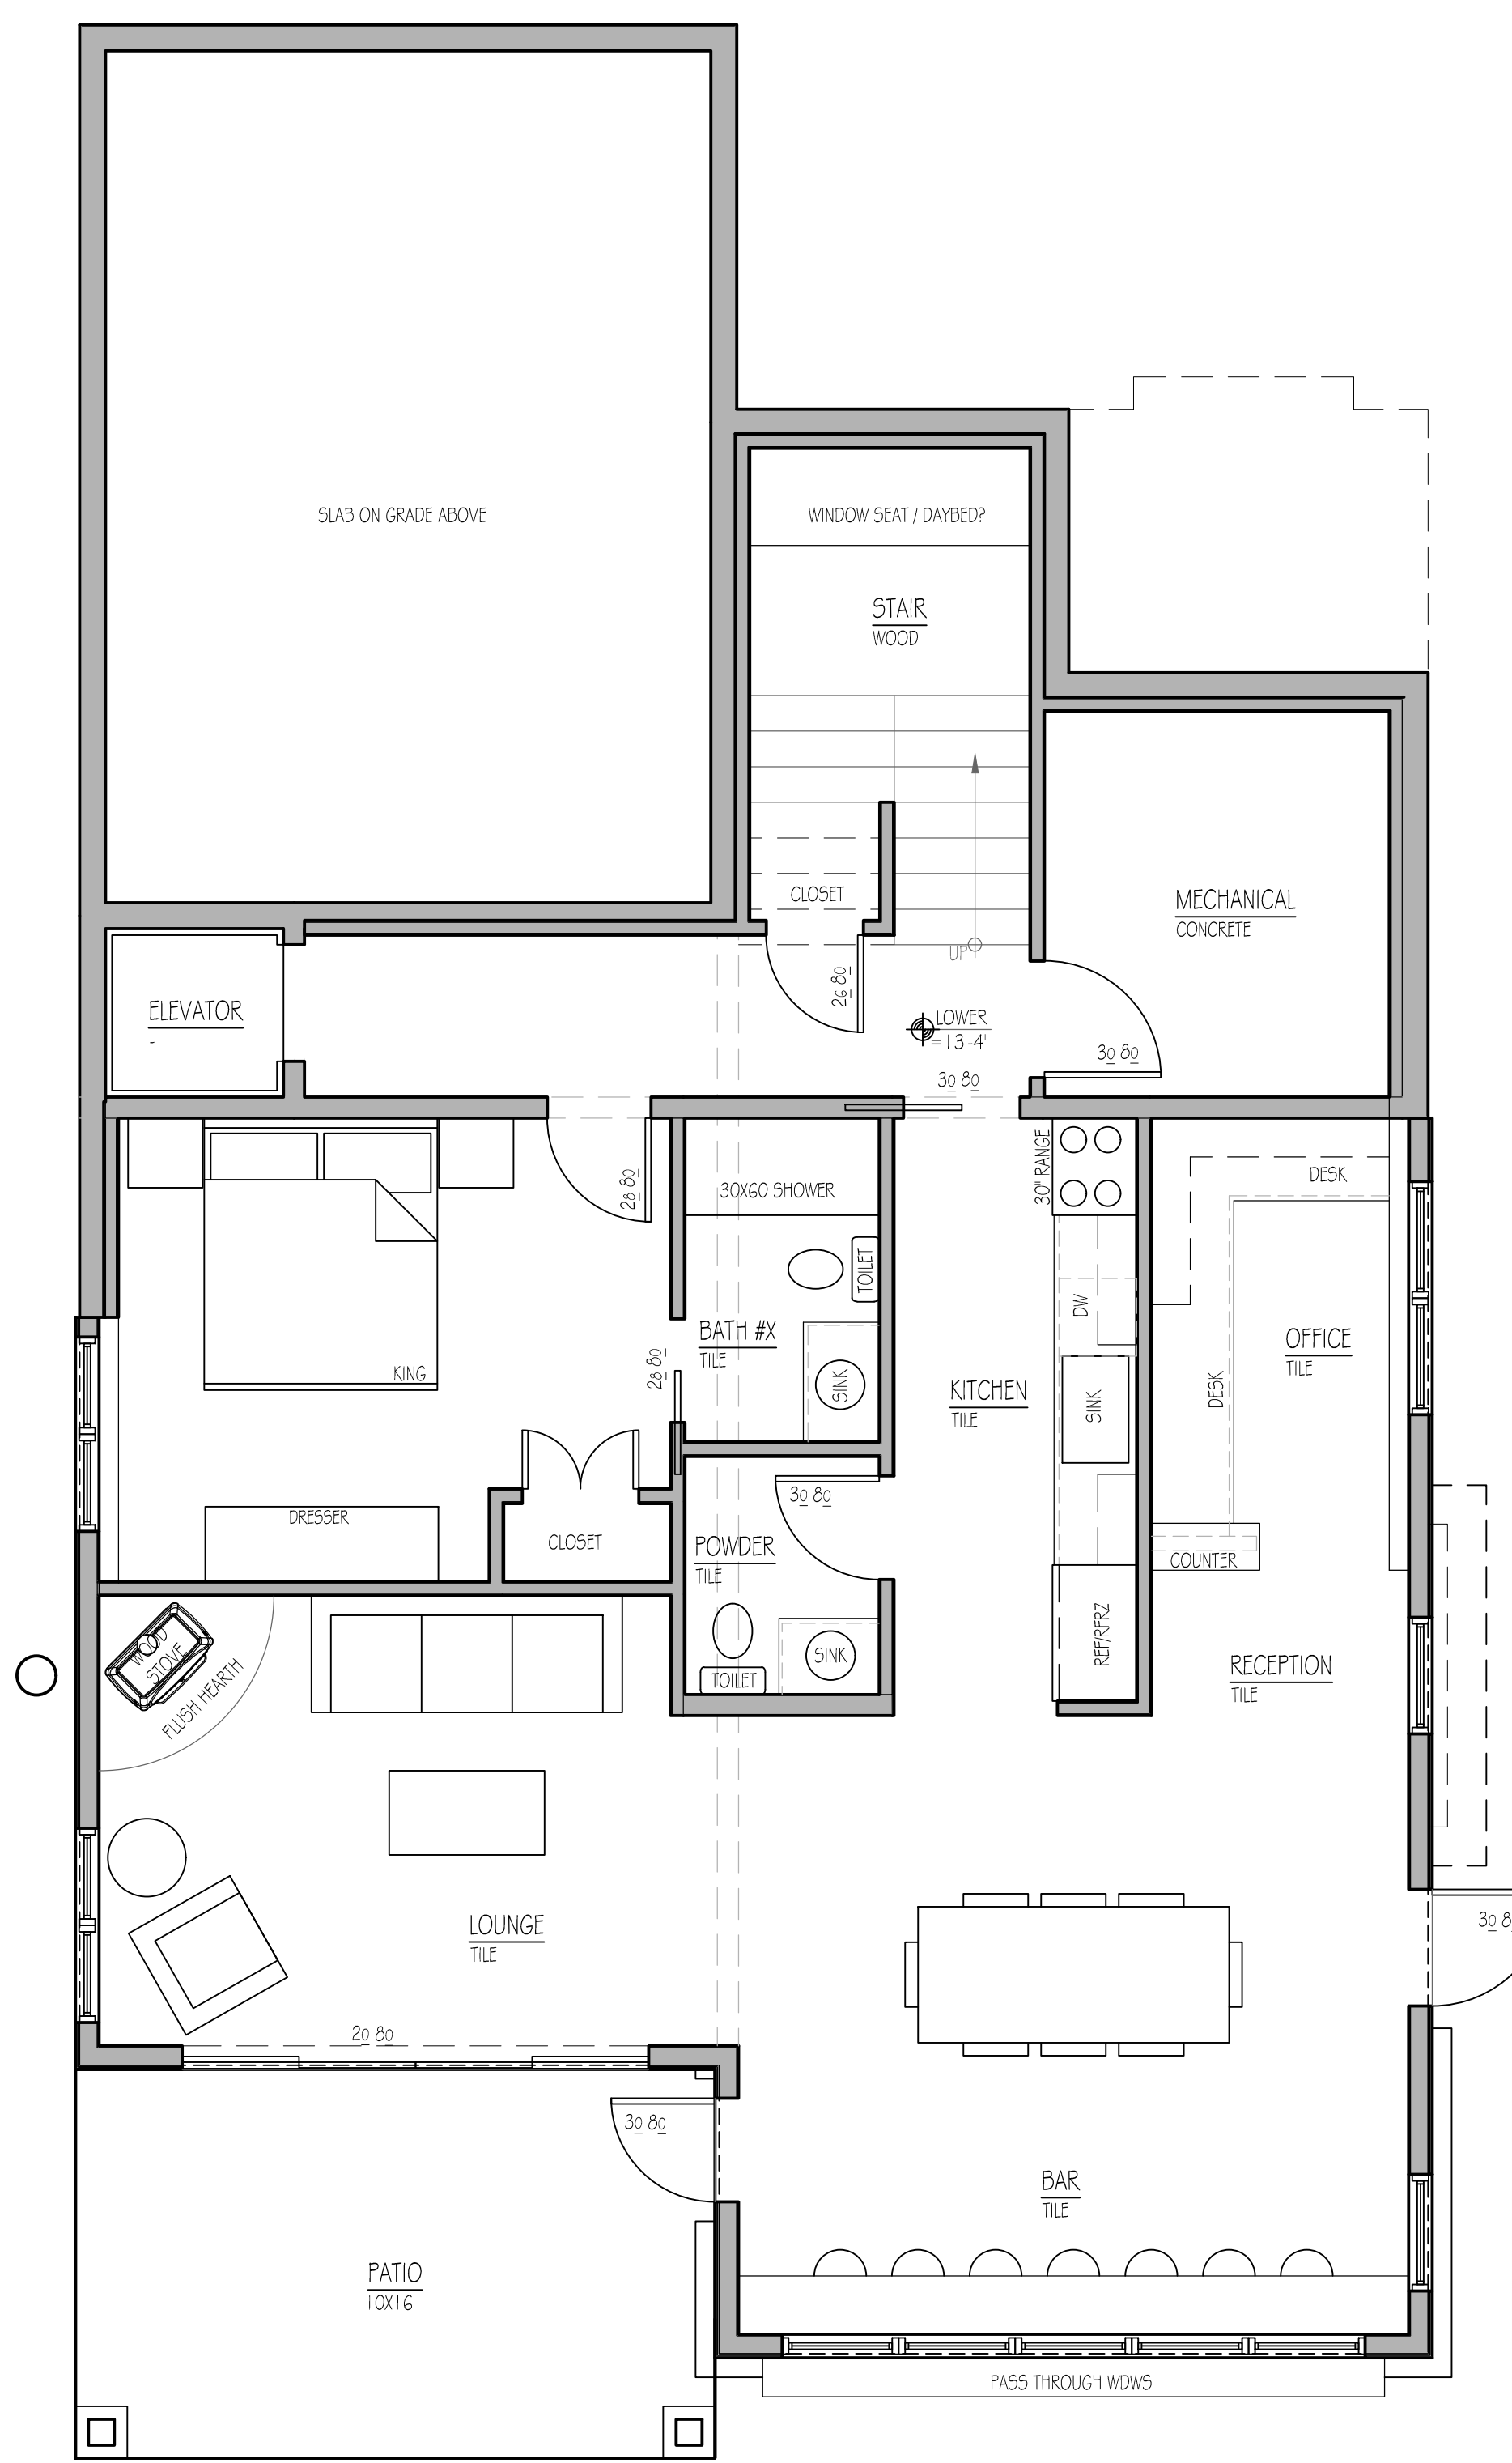 SLAB ON GRADE ABOVE
WINDOW SEAT / DAYBED?
STAIR
WOOD
CLOSET
MECHANICAL
CONCRETE
UP
26 80
ELEVATOR
-
LOWER
=13'-4"
30 80
30 80
28 80
30X60 SHOWER
30" RANGE
DESK
TOILET
DW
BATH #X
TILE
OFFICE
TILE
28 80
KING
SINK
KITCHEN
TILE
SINK
DESK
30 80
DRESSER
CLOSET
POWDER
TILE
COUNTER
WOOD
STOVE
FLUSH HEARTH
SINK
TOILET
REF/RFRZ
RECEPTION
TILE
LOUNGE
TILE
30 8
120 80
30 80
BAR
TILE
PATIO
10X16
PASS THROUGH WDWS